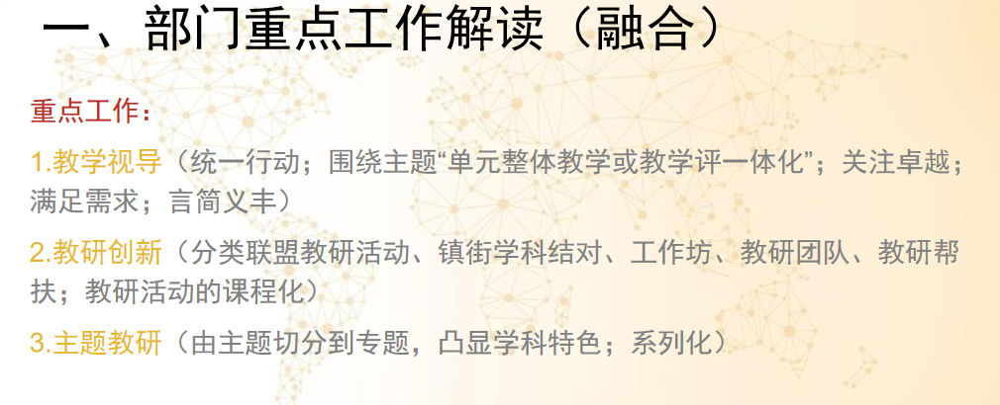 一、部门重点工作解读（融合）
重点工作：
1.教学视导（统一行动；围绕主题“单元整体教学或教学评一体化”；关注卓越；
满足需求；言简义丰）
2.教研创新（分类联盟教研活动、镇街学科结对、工作坊、教研团队、教研帮
扶；教研活动的课程化）
3.主题教研（由主题切分到专题，凸显学科特色；系列化）